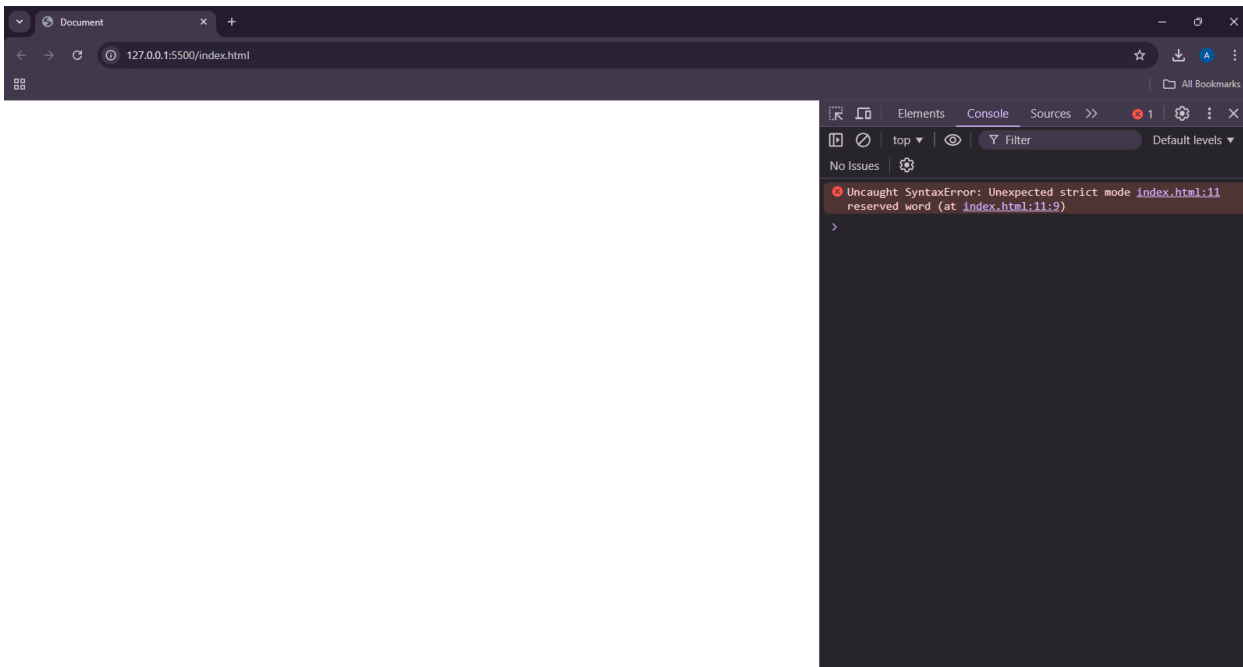 Document
127.0.0.1:5500/index.html
A
All Bookmarks
Elements Console Sources 1
top Filter Default levels
No Issues
Uncaught SyntaxError: Unexpected strict mode index.html:11
reserved word (at index.html:11:9)